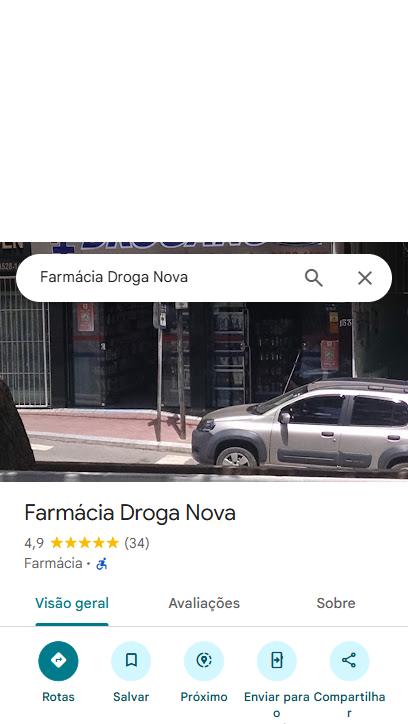 Farmácia Droga Nova
Farmácia Droga Nova
4,9 (34)
Farmácia •
Visão geral Avaliações Sobre
Rotas Salvar Próximo Enviar para o Compartilhar